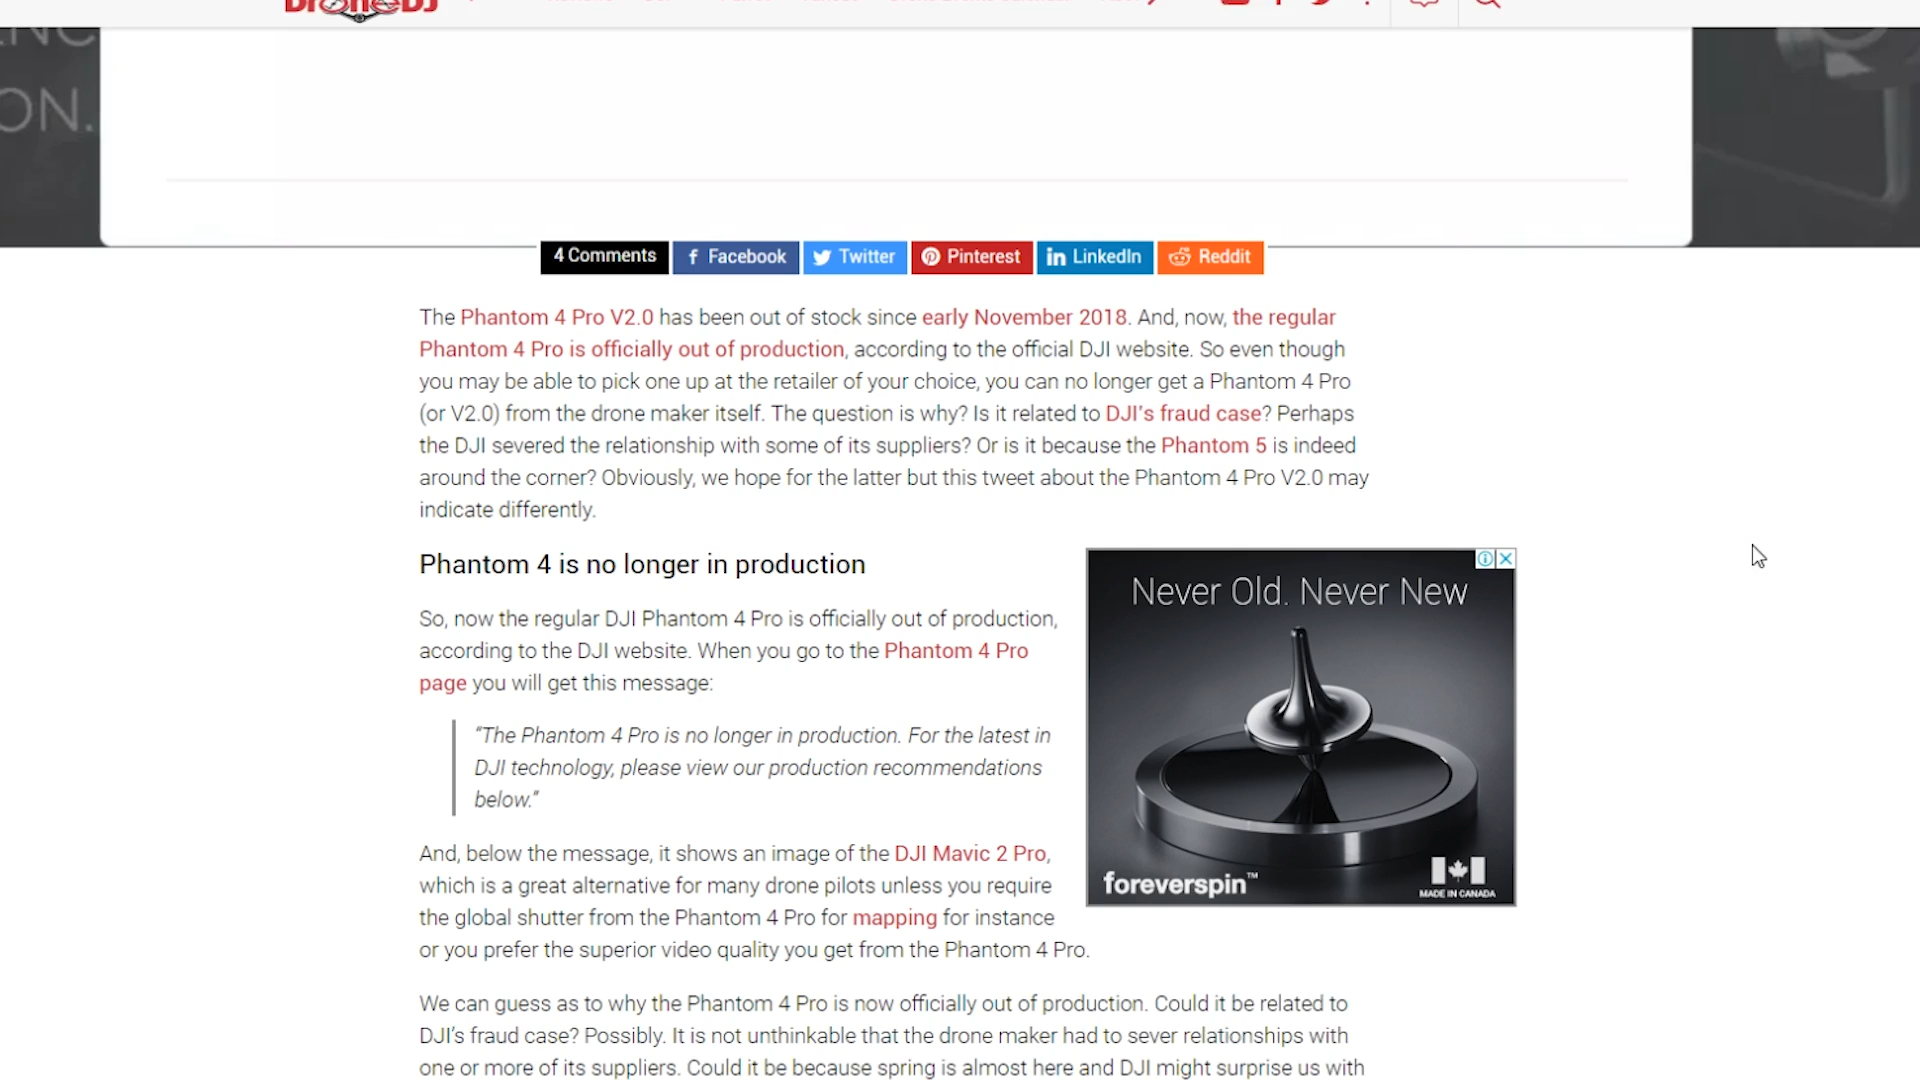 DroneDJ
ENC
ON.
4 Comments
Facebook
Twitter
Pinterest
in LinkedIn
Reddit
The Phantom 4 Pro V2.0 has been out of stock since early November 2018. And, now, the regular
Phantom 4 Pro is officially out of production, according to the official DJI website. So even though
you may be able to pick one up at the retailer of your choice, you can no longer get a Phantom 4 Pro
(or V2.0) from the drone maker itself. The question is why? Is it related to DJI's fraud case? Perhaps
the DJI severed the relationship with some of its suppliers? Or is it because the Phantom 5 is indeed
around the corner? Obviously, we hope for the latter but this tweet about the Phantom 4 Pro V2.0 may
indicate differently.
Phantom 4 is no longer in production
So, now the regular DJI Phantom 4 Pro is officially out of production,
according to the DJI website. When you go to the Phantom 4 Pro
page you will get this message:
“The Phantom 4 Pro is no longer in production. For the latest in
DJI technology, please view our production recommendations
below.”
And, below the message, it shows an image of the DJI Mavic 2 Pro,
which is a great alternative for many drone pilots unless you require
the global shutter from the Phantom 4 Pro for mapping for instance
or you prefer the superior video quality you get from the Phantom 4 Pro.
Never Old. Never New
foreverspin™
MADE IN CANADA
We can guess as to why the Phantom 4 Pro is now officially out of production. Could it be related to
DJI's fraud case? Possibly. It is not unthinkable that the drone maker had to sever relationships with
one or more of its suppliers. Could it be because spring is almost here and DJI might surprise us with